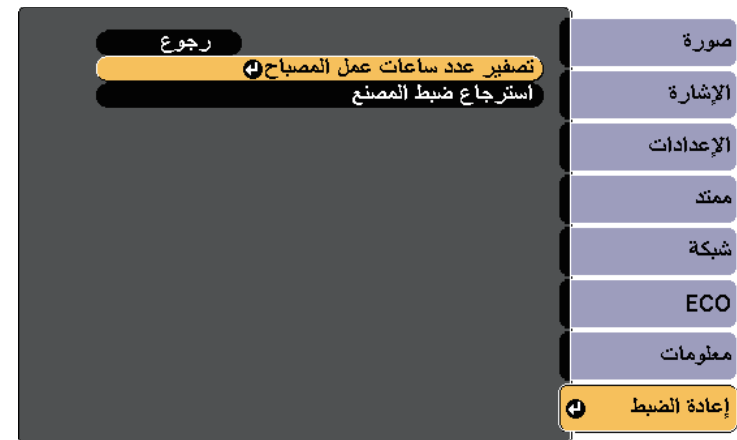 صورة
الإشارة
الإعدادات
ممتد
شبكة
ECO
معلومات
إعادة الضبط
رجوع
تصفير عدد ساعات عمل المصباح
استرجاع ضبط المصنع